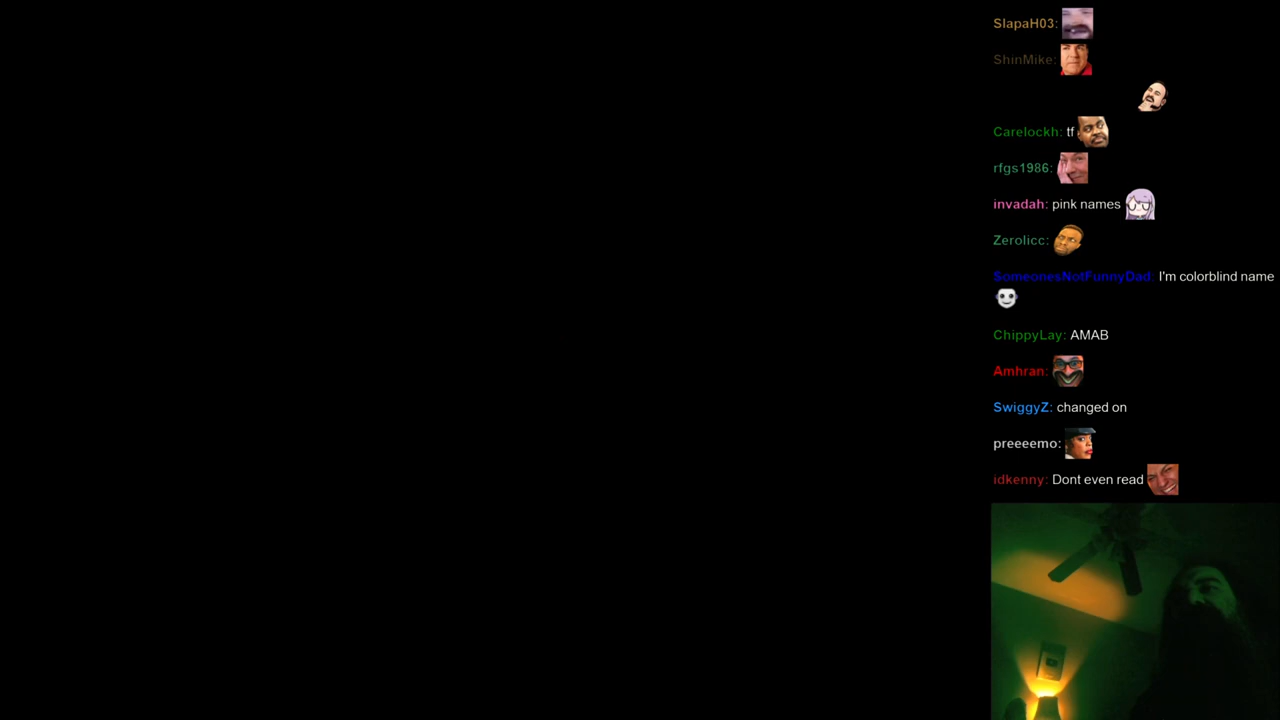 SlapaH03:
ShinMike:
Carelockh: tf
rfgs1986:
invadah: pink names
Zerolicc:
SomeonesNotFunnyDad: I'm colorblind name
ChippyLay: AMAB
Amhran:
SwiggyZ: changed on
preeeemo:
idkenny: Dont even read